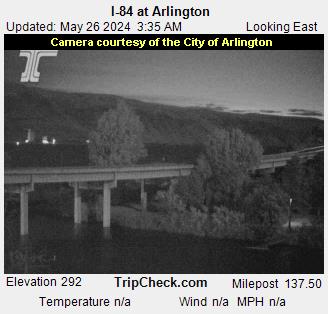 I-84 at Arlington
Updated: May 26 2024 3:35 AM Looking East
Camera courtesy of the City of Arlington
Elevation 292 TripCheck.com Milepost 137.50
Temperature n/a Wind n/a MPH n/a